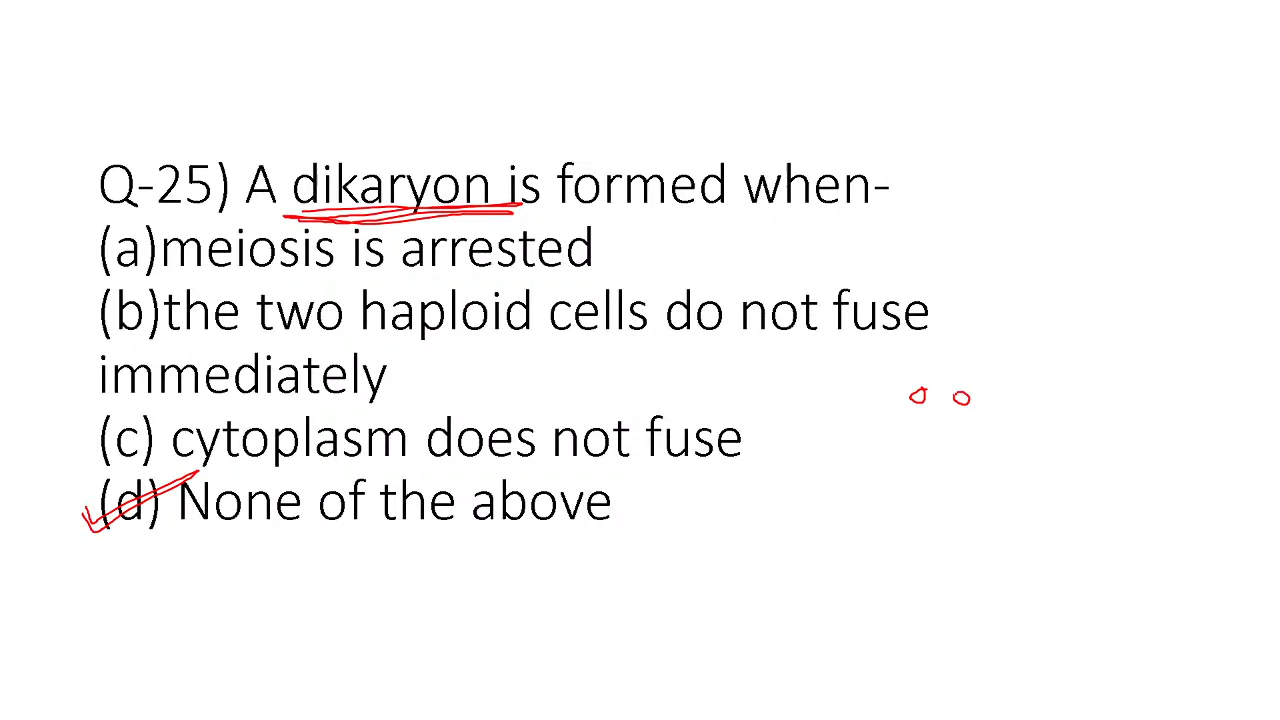 Q-25) A dikaryon is formed when-
(a)meiosis is arrested
(b)the two haploid cells do not fuse
immediately
(c) cytoplasm does not fuse
(d) None of the above